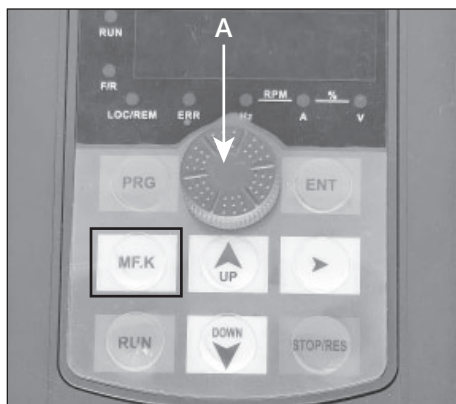 A
RUN
F/R
LOC/REM ERR Hz RPM A % V
PRG ENT
MF.K UP
RUN DOWN STOP/RES